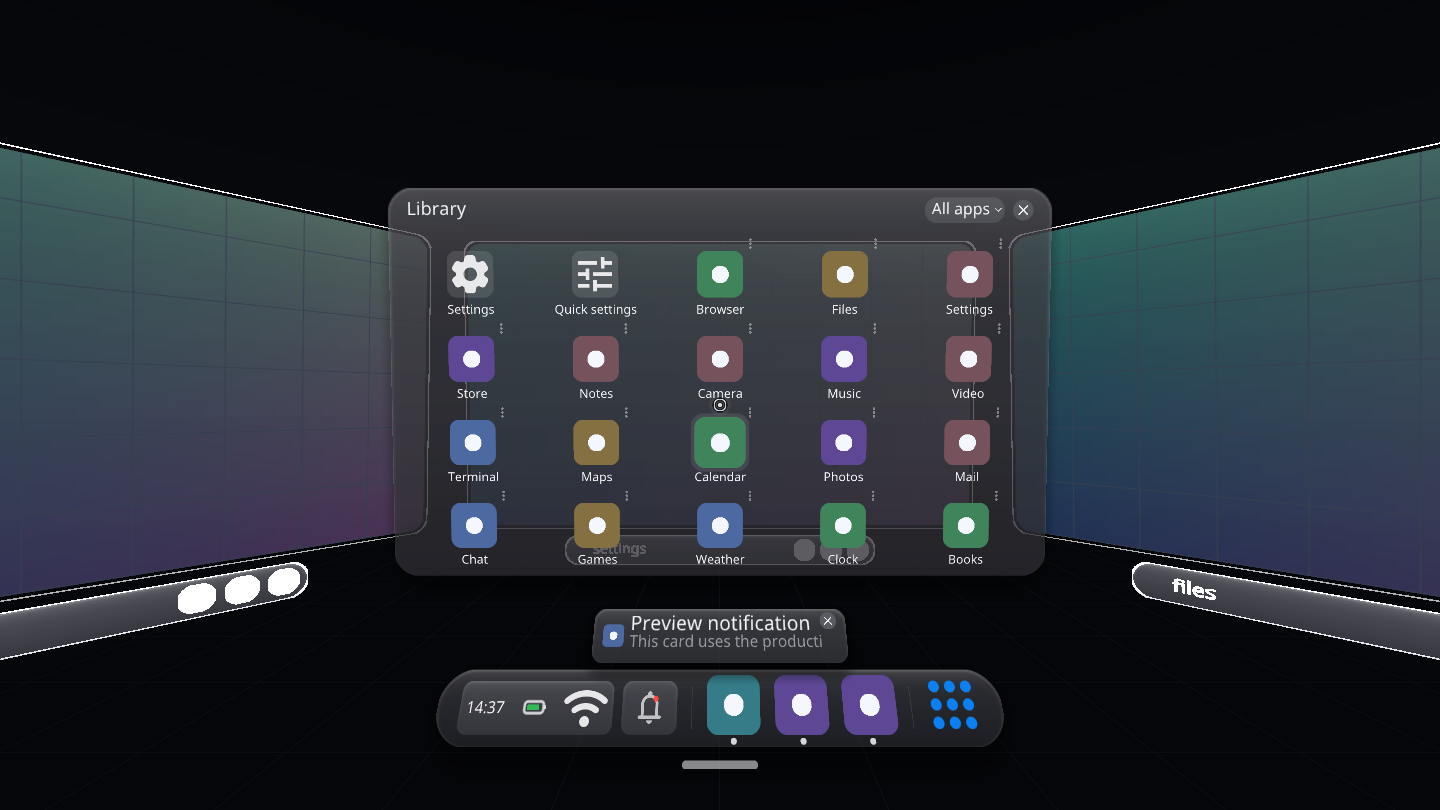 Library
All apps
Settings
Quick settings
Browser
Files
Settings
Store
Notes
Camera
Music
Video
Terminal
Maps
Calendar
Photos
Mail
Chat
Games
Weather
Clock
Books
settings
files
Preview notification
This card uses the producti
14:37